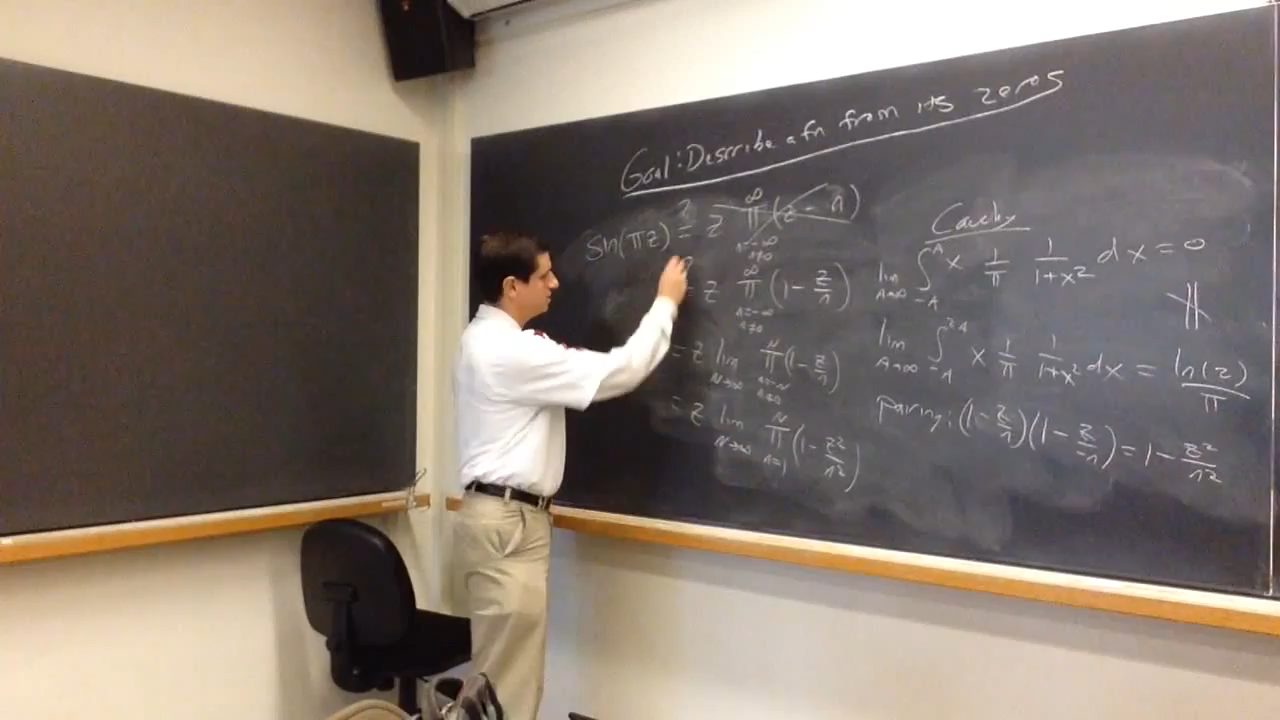 Goal: Describe a fn from its zeros
sin(πz) ?= z ∞ π n=-∞ n≠0 (z - n)
= z ∞ π n=-∞ n≠0 (1 - z/n)
= z lim N→∞ N π n=-N n≠0 (1 - z/n)
= z lim N→∞ N π n=1 (1 - z²/n²)
Cauchy
lim A→∞ ∫_{-A}^{A} x 1/π 1/(1+x²) dx = 0
lim A→∞ ∫_{-A}^{2A} x 1/π 1/(1+x²) dx = ln(2)/π
pairing: (1 - z/n)(1 - z/-n) = 1 - z²/n²